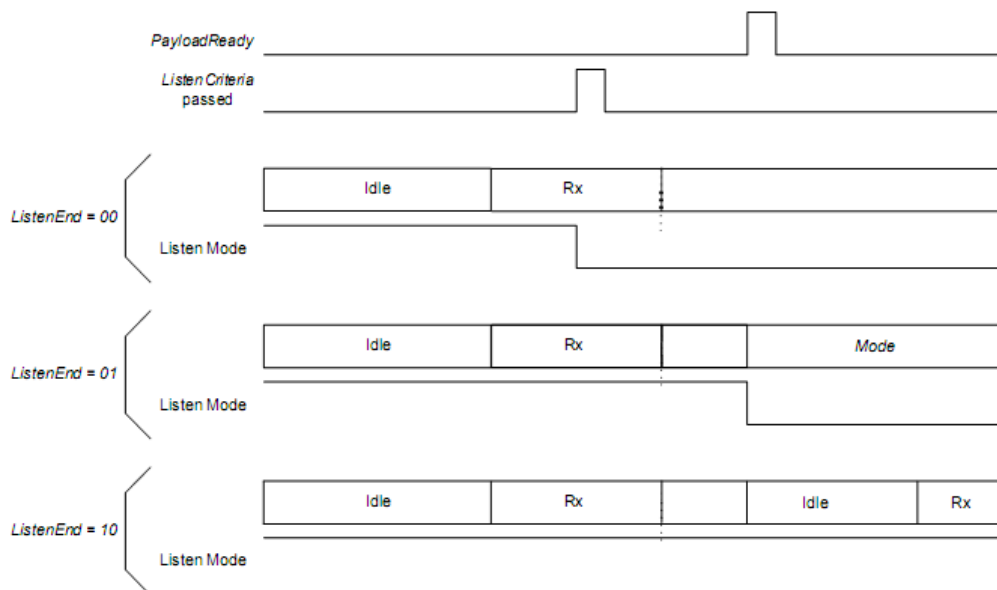 PayloadReady
ListenCriteria
passed
Idle
Rx
ListenEnd = 00
Listen Mode
Idle
Rx
Mode
ListenEnd = 01
Listen Mode
Idle
Rx
Idle
Rx
ListenEnd = 10
Listen Mode